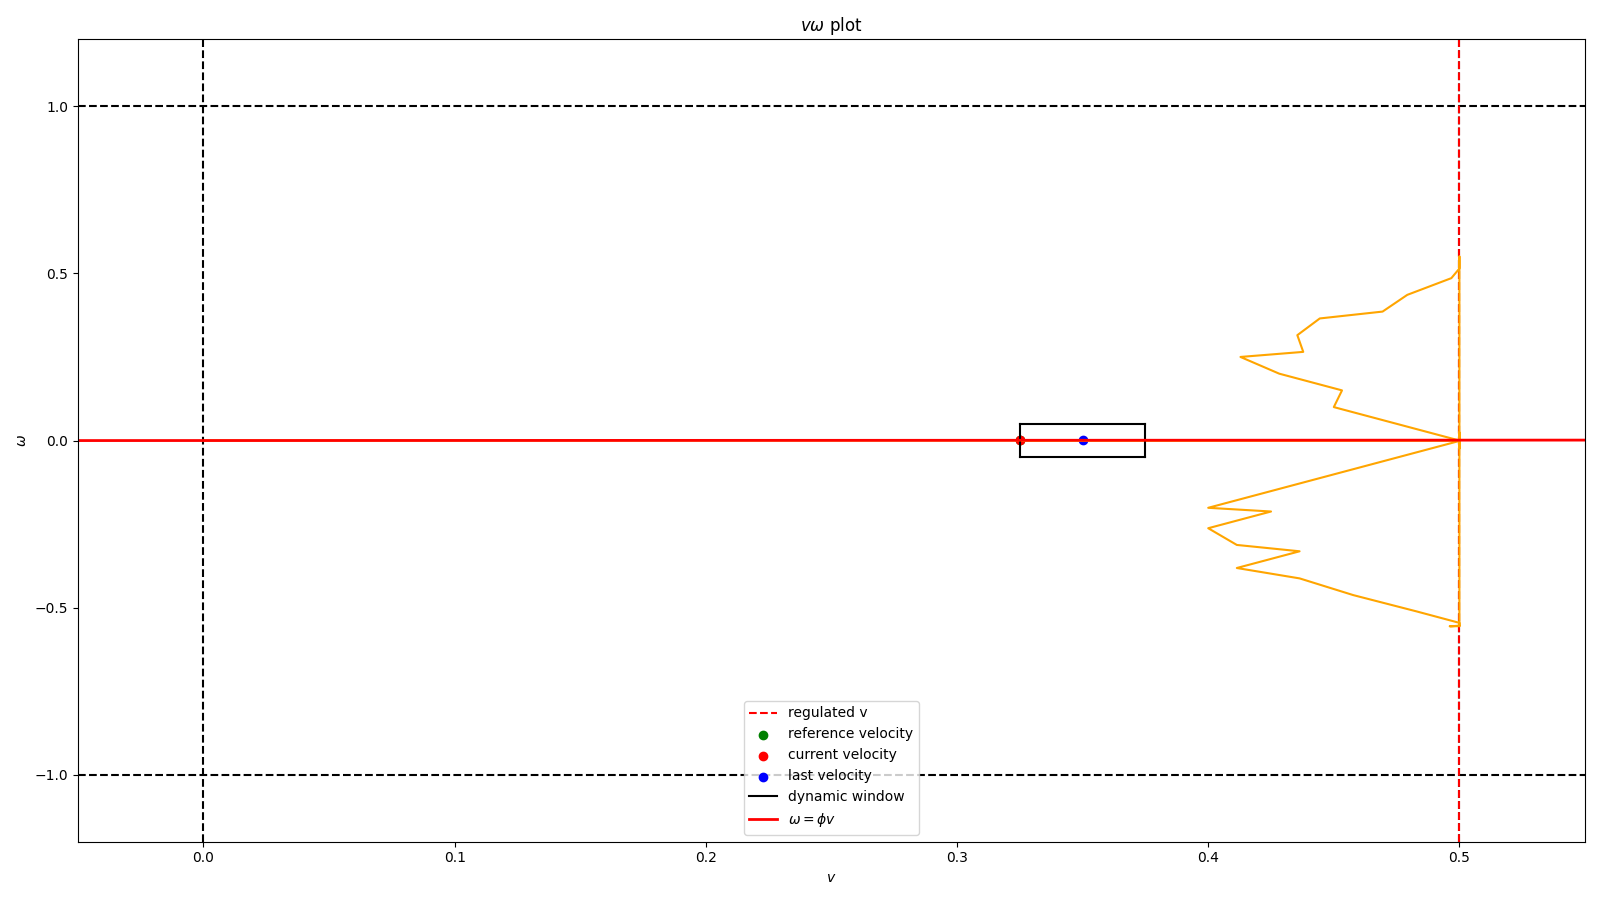 vω plot
1.0
0.5
0.0
−0.5
−1.0
ω
regulated v
reference velocity
current velocity
last velocity
dynamic window
ω = ϕv
0.0 0.1 0.2 0.3 0.4 0.5
v